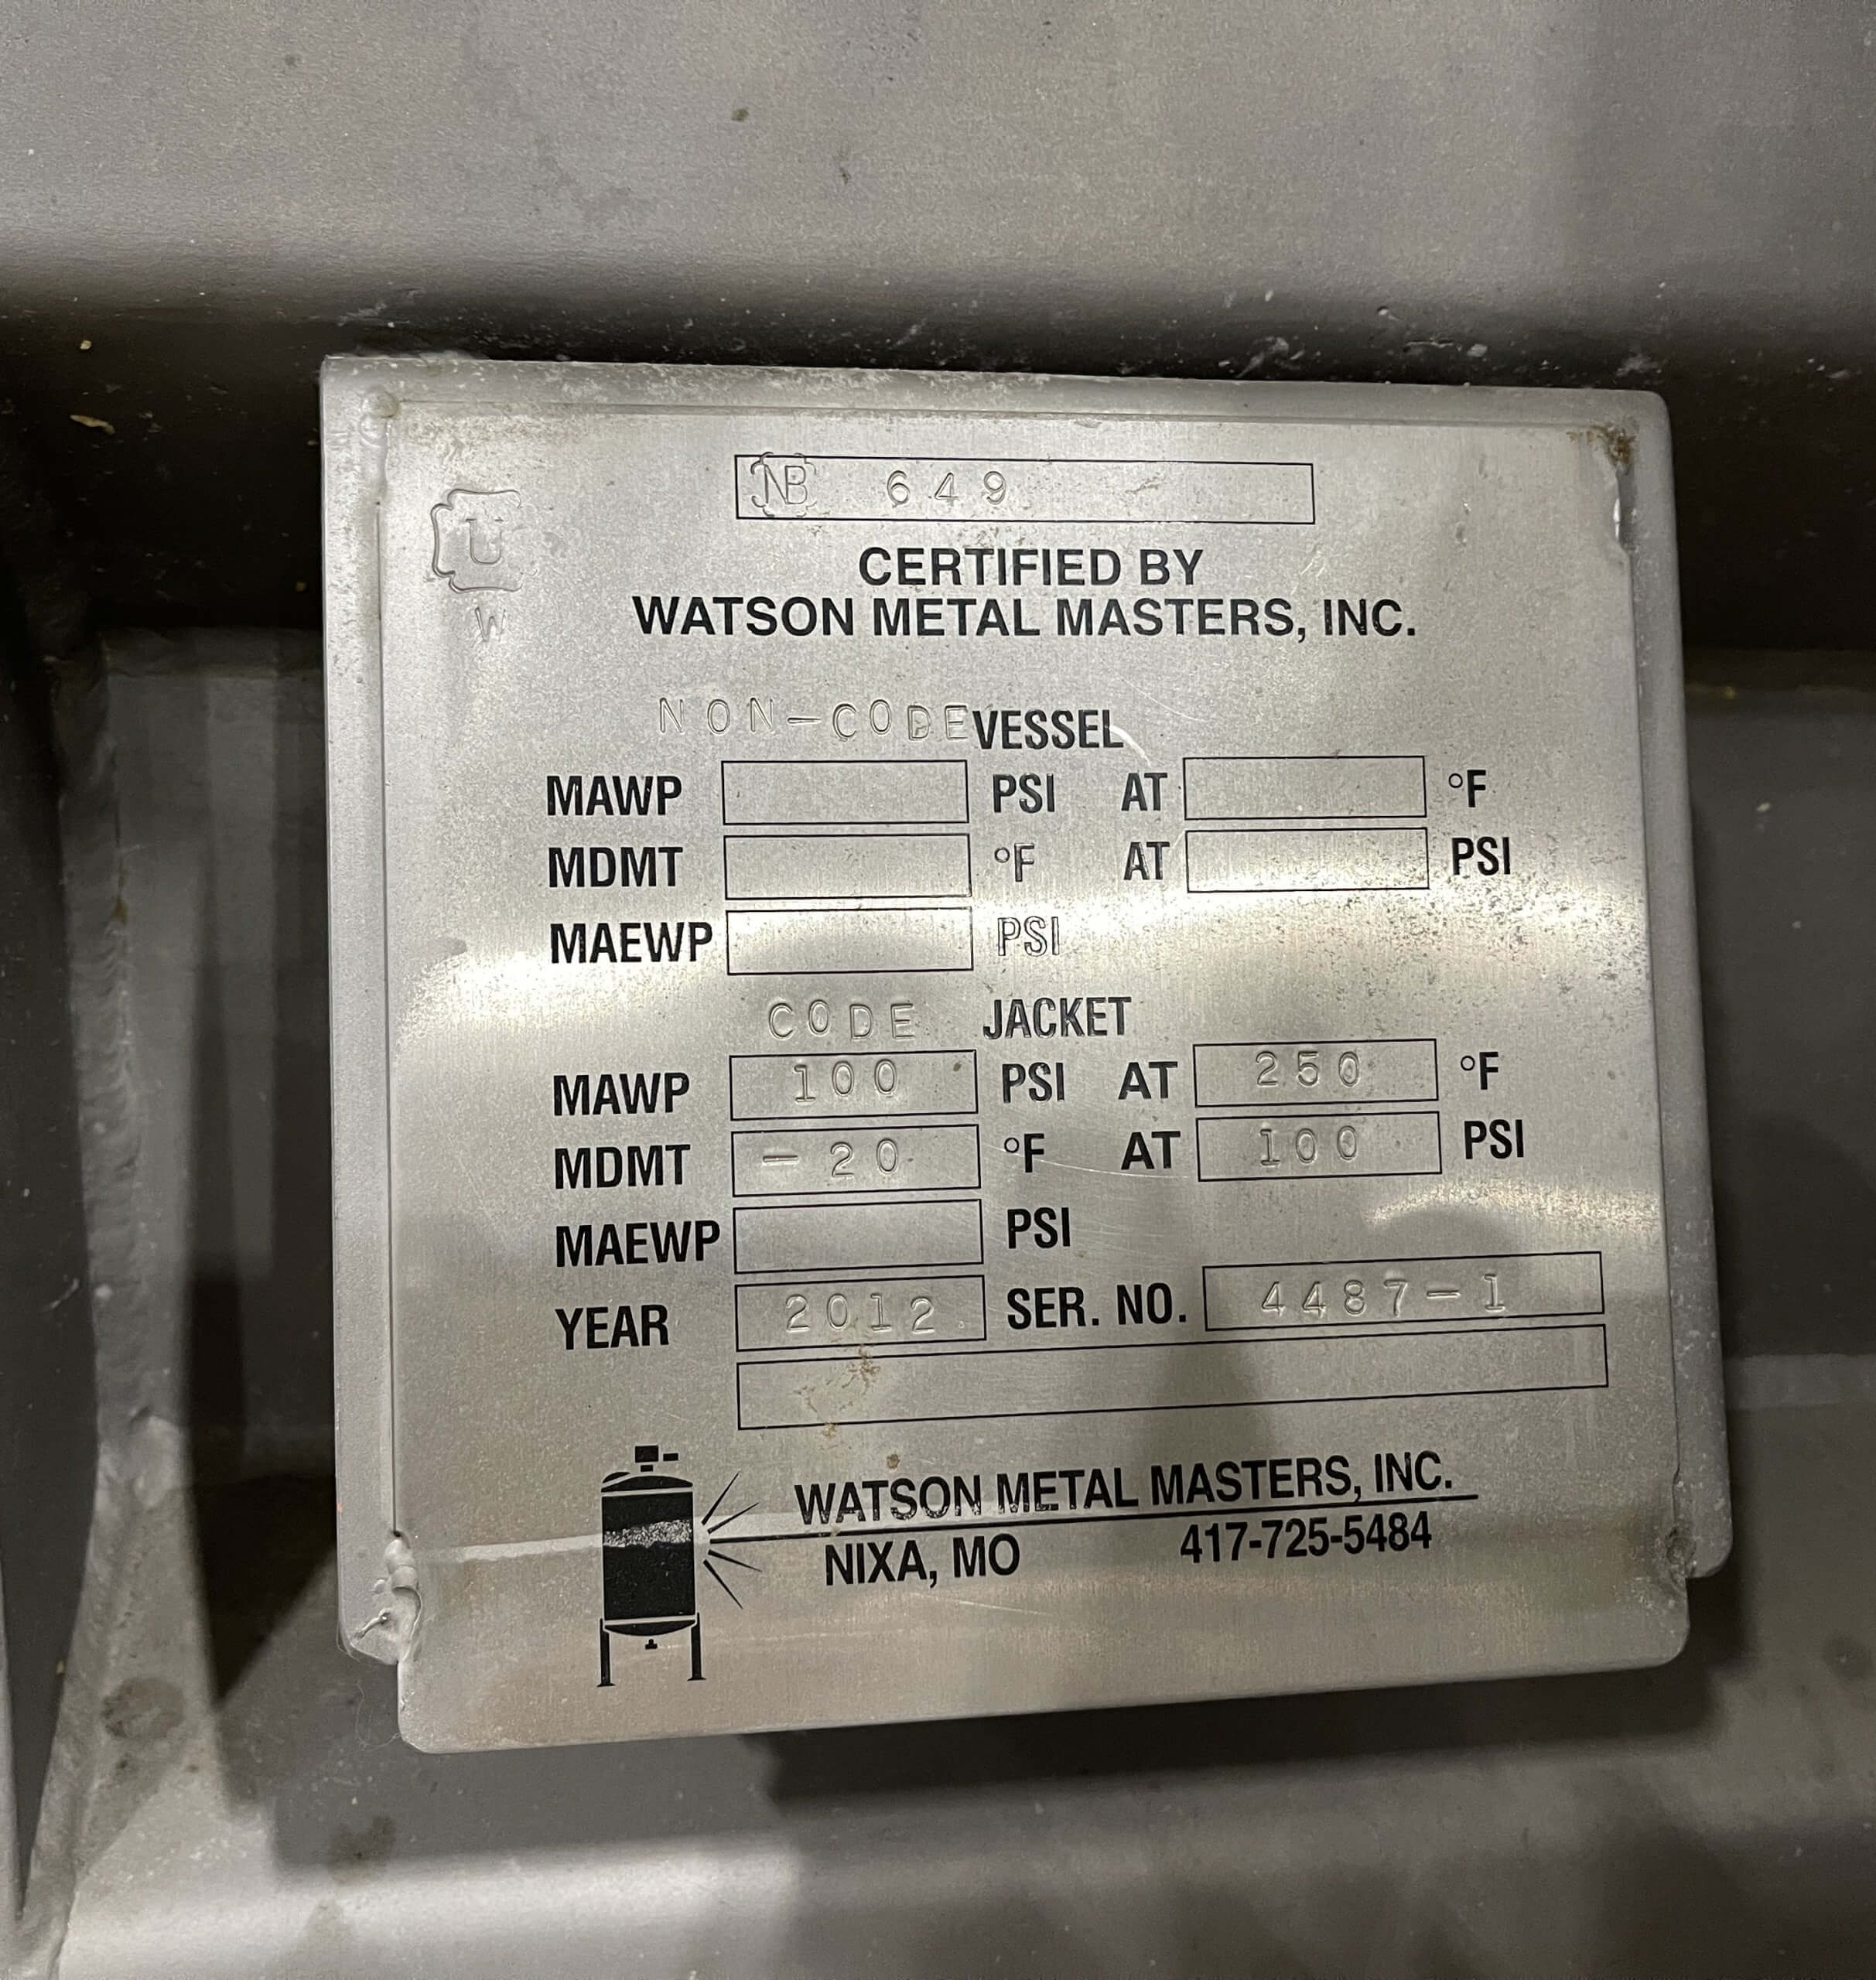 NB 649
U
W
CERTIFIED BY
WATSON METAL MASTERS, INC.
NON-CODE VESSEL
MAWP PSI AT °F
MDMT °F AT PSI
MAEWP PSI
CODE JACKET
MAWP 100 PSI AT 250 °F
MDMT -20 °F AT 100 PSI
MAEWP PSI
YEAR 2012 SER. NO. 4487-1
WATSON METAL MASTERS, INC.
NIXA, MO 417-725-5484